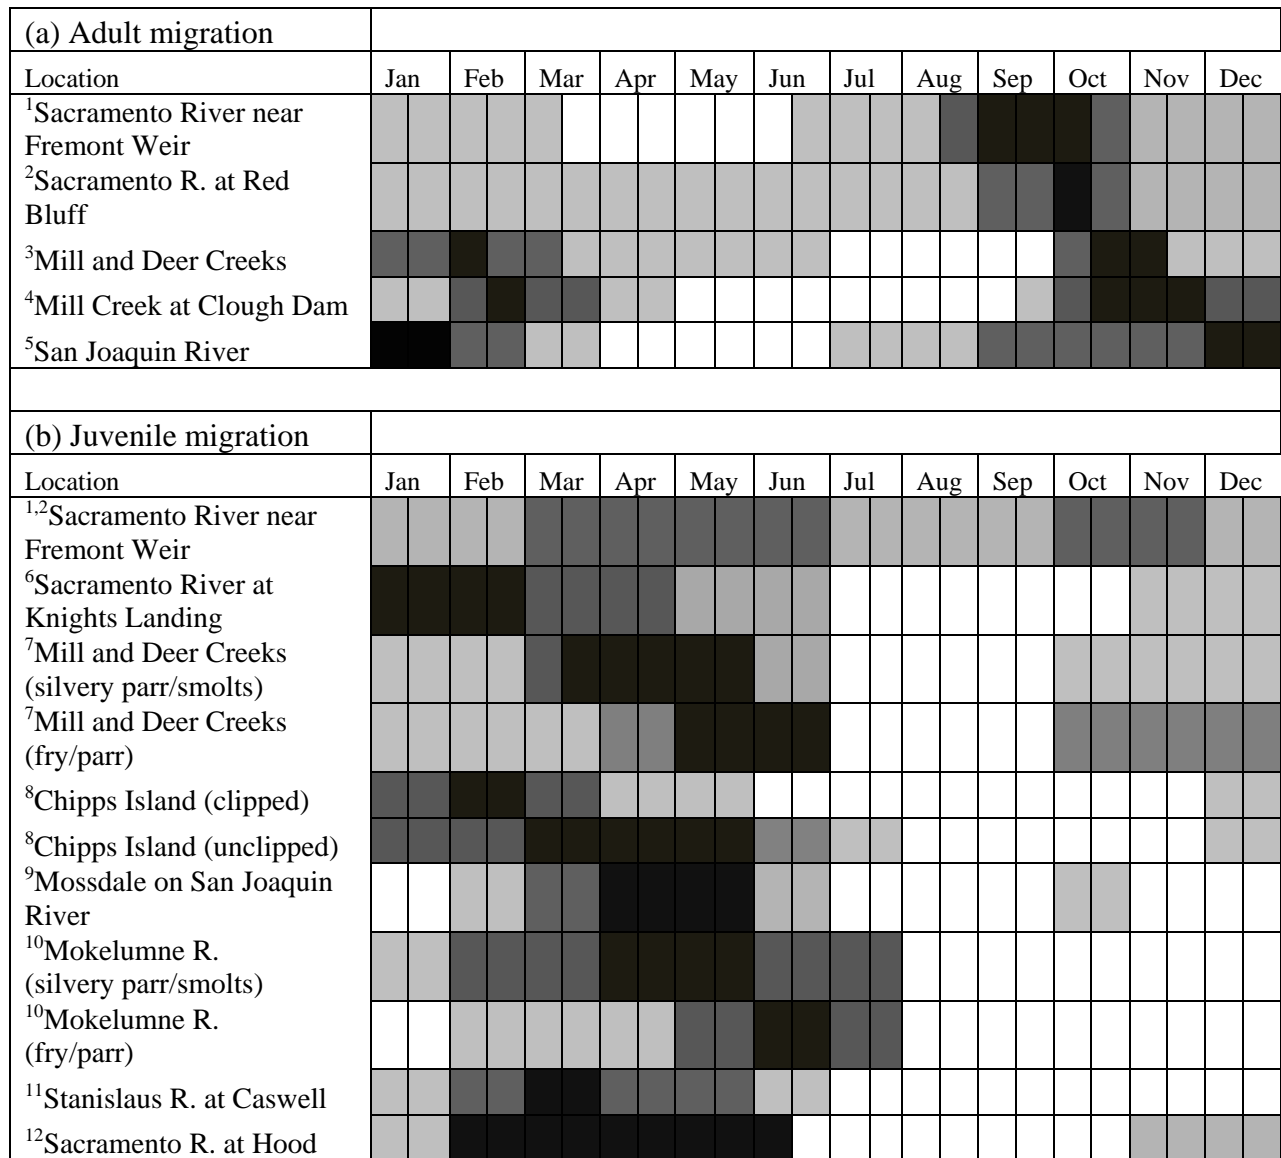 (a) Adult migration
Location Jan Feb Mar Apr May Jun Jul Aug Sep Oct Nov Dec
1Sacramento River near
Fremont Weir
2Sacramento R. at Red
Bluff
3Mill and Deer Creeks
4Mill Creek at Clough Dam
5San Joaquin River
(b) Juvenile migration
Location Jan Feb Mar Apr May Jun Jul Aug Sep Oct Nov Dec
1,2Sacramento River near
Fremont Weir
6Sacramento River at
Knights Landing
7Mill and Deer Creeks
(silvery parr/smolts)
7Mill and Deer Creeks
(fry/parr)
8Chipps Island (clipped)
8Chipps Island (unclipped)
9Mossdale on San Joaquin
River
10Mokelumne R.
(silvery parr/smolts)
10Mokelumne R.
(fry/parr)
11Stanislaus R. at Caswell
12Sacramento R. at Hood